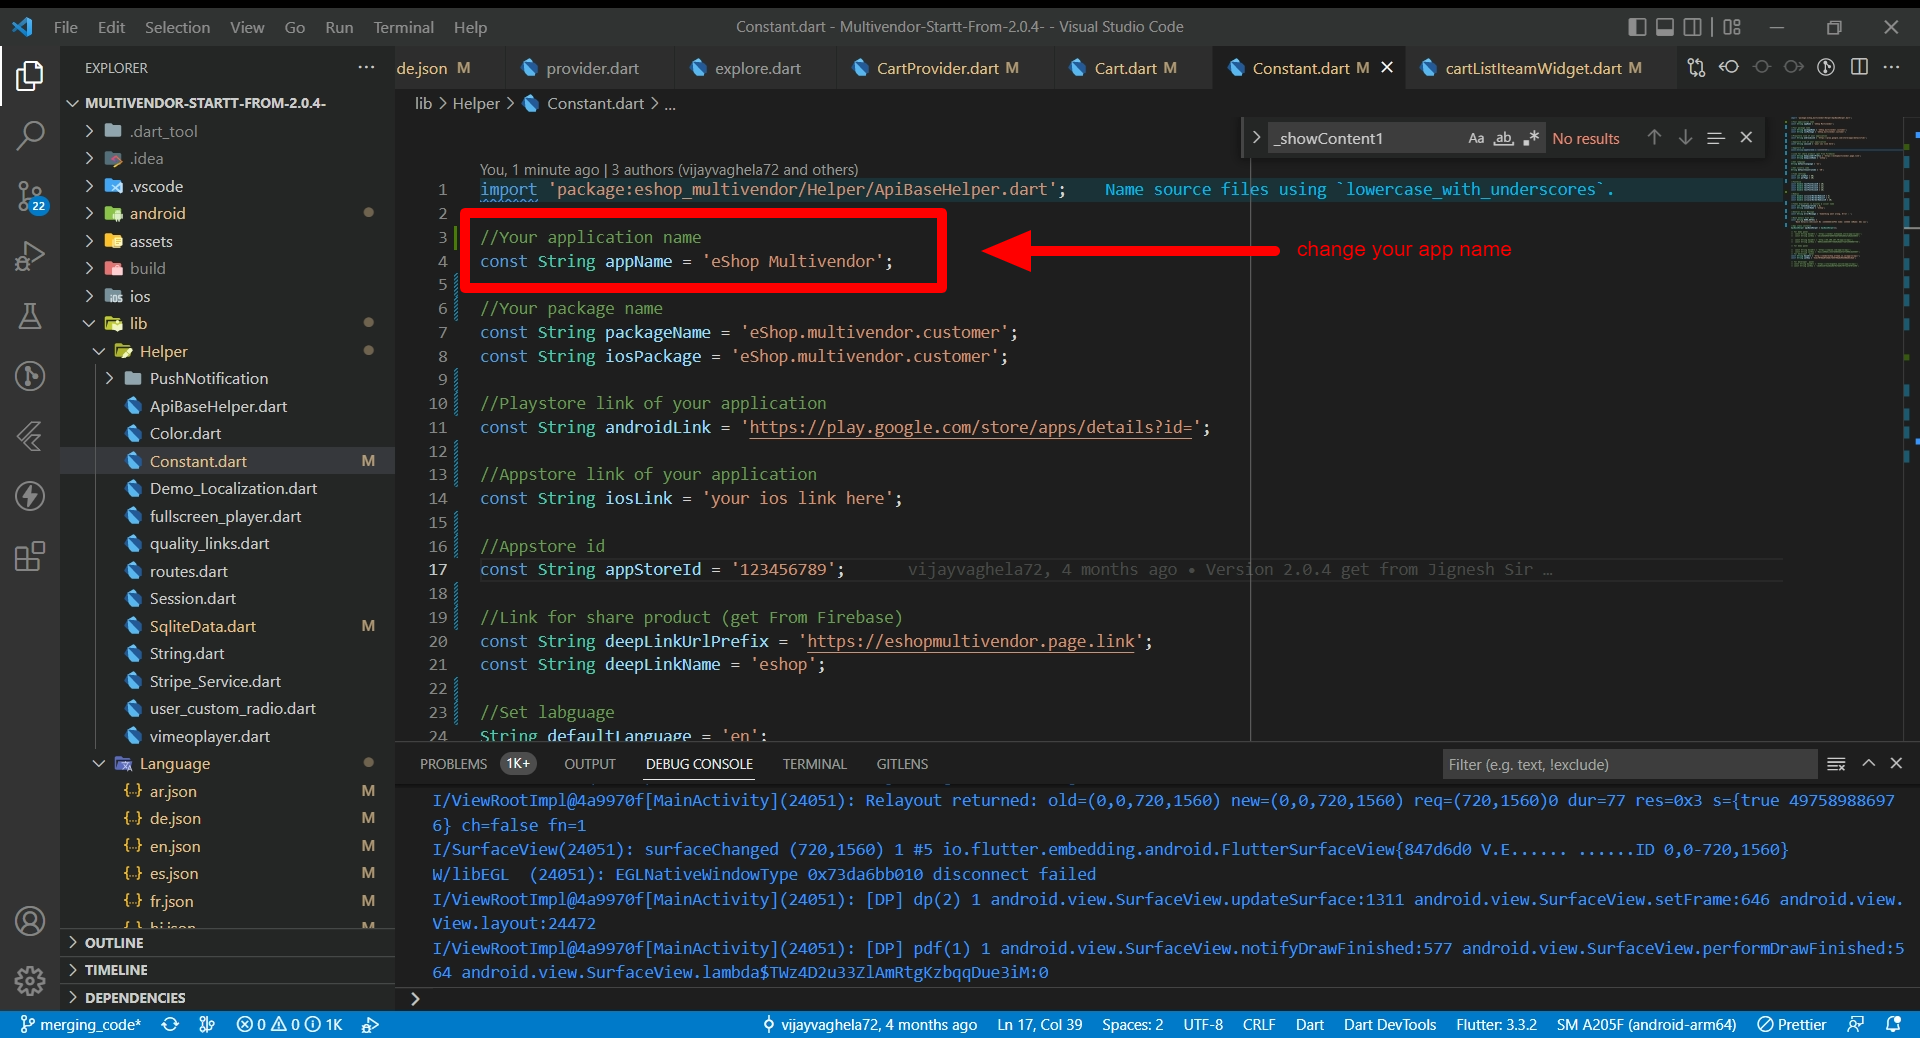 File Edit Selection View Go Run Terminal Help
Constant.dart - Multivendor-Startt-From-2.0.4- - Visual Studio Code
EXPLORER
de.json M provider.dart explore.dart CartProvider.dart M Cart.dart M Constant.dart M cartListIteamWidget.dart M
MULTIVENDOR-STARTT-FROM-2.0.4-
.dart_tool
.idea
.vscode
android
assets
build
ios
lib
Helper
PushNotification
ApiBaseHelper.dart
Color.dart
Constant.dart M
Demo_Localization.dart
fullscreen_player.dart
quality_links.dart
routes.dart
Session.dart
SqliteData.dart M
String.dart
Stripe_Service.dart
user_custom_radio.dart
vimeoplayer.dart
Language
ar.json M
de.json M
en.json M
es.json M
fr.json M
OUTLINE
TIMELINE
DEPENDENCIES
22
lib > Helper > Constant.dart > ...
_showContent1 Aa ab No results
You, 1 minute ago | 3 authors (vijayvaghela72 and others)
1 import 'package:eshop_multivendor/Helper/ApiBaseHelper.dart'; Name source files using `lowercase_with_underscores`.
2
3 //Your application name
4 const String appName = 'eShop Multivendor';
change your app name
5
6 //Your package name
7 const String packageName = 'eShop.multivendor.customer';
8 const String iosPackage = 'eShop.multivendor.customer';
9
10 //Playstore link of your application
11 const String androidLink = 'https://play.google.com/store/apps/details?id=';
12
13 //Appstore link of your application
14 const String iosLink = 'your ios link here';
15
16 //Appstore id
17 const String appStoreId = '123456789'; vijayvaghela72, 4 months ago • Version 2.0.4 get from Jignesh Sir …
18
19 //Link for share product (get From Firebase)
20 const String deepLinkUrlPrefix = 'https://eshopmultivendor.page.link';
21 const String deepLinkName = 'eshop';
22
23 //Set labguage
24 String defaultLanguage = 'en';
PROBLEMS 1K+ OUTPUT DEBUG CONSOLE TERMINAL GITLENS
Filter (e.g. text, !exclude)
I/ViewRootImpl@4a9970f[MainActivity](24051): Relayout returned: old=(0,0,720,1560) new=(0,0,720,1560) req=(720,1560)0 dur=77 res=0x3 s={true 49758988697
6} ch=false fn=1
I/SurfaceView(24051): surfaceChanged (720,1560) 1 #5 io.flutter.embedding.android.FlutterSurfaceView{847d6d0 V.E...... ......ID 0,0-720,1560}
W/libEGL (24051): EGLNativeWindowType 0x73da6bb010 disconnect failed
I/ViewRootImpl@4a9970f[MainActivity](24051): [DP] dp(2) 1 android.view.SurfaceView.updateSurface:1311 android.view.SurfaceView.setFrame:646 android.view.
View.layout:24472
I/ViewRootImpl@4a9970f[MainActivity](24051): [DP] pdf(1) 1 android.view.SurfaceView.notifyDrawFinished:577 android.view.SurfaceView.performDrawFinished:5
64 android.view.SurfaceView.lambda$TWz4D2u33ZlAmRtgKzbqqDue3iM:0
merging_code* 0 0 1K
vijayvaghela72, 4 months ago Ln 17, Col 39 Spaces: 2 UTF-8 CRLF Dart Dart DevTools Flutter: 3.3.2 SM A205F (android-arm64) Prettier